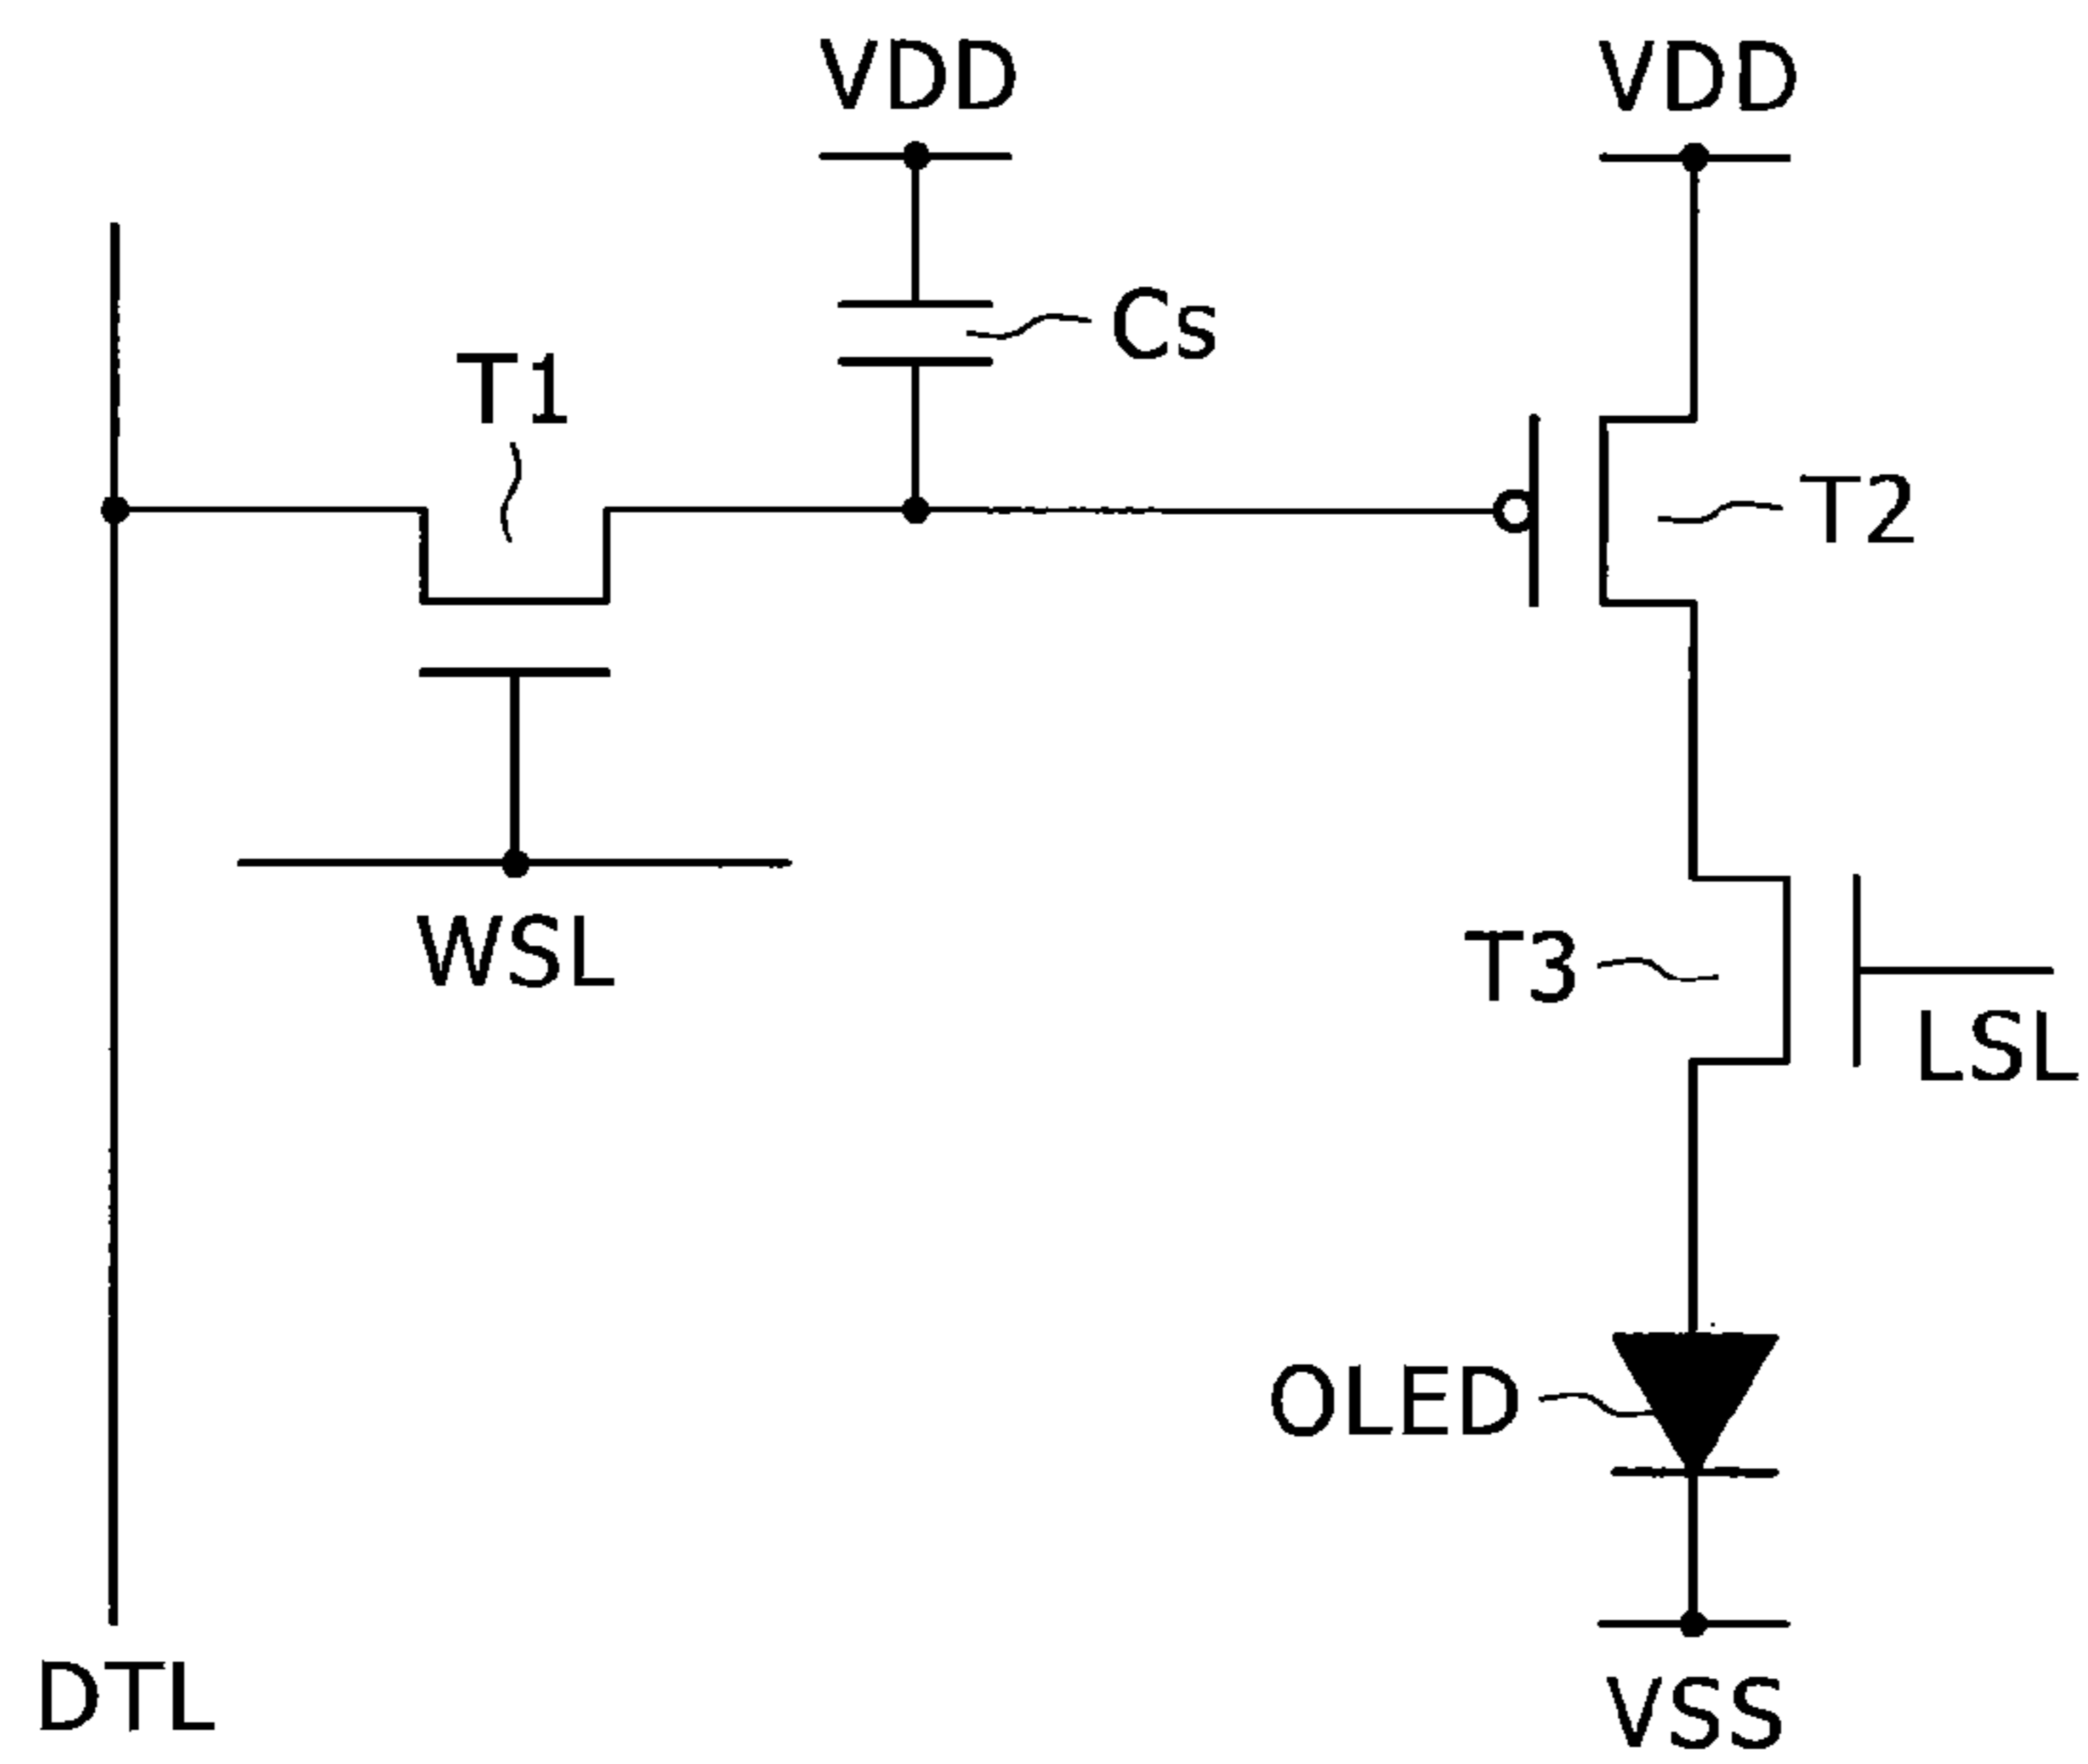 VDD
VDD
Cs
T1
T2
WSL
T3
LSL
OLED
DTL
VSS